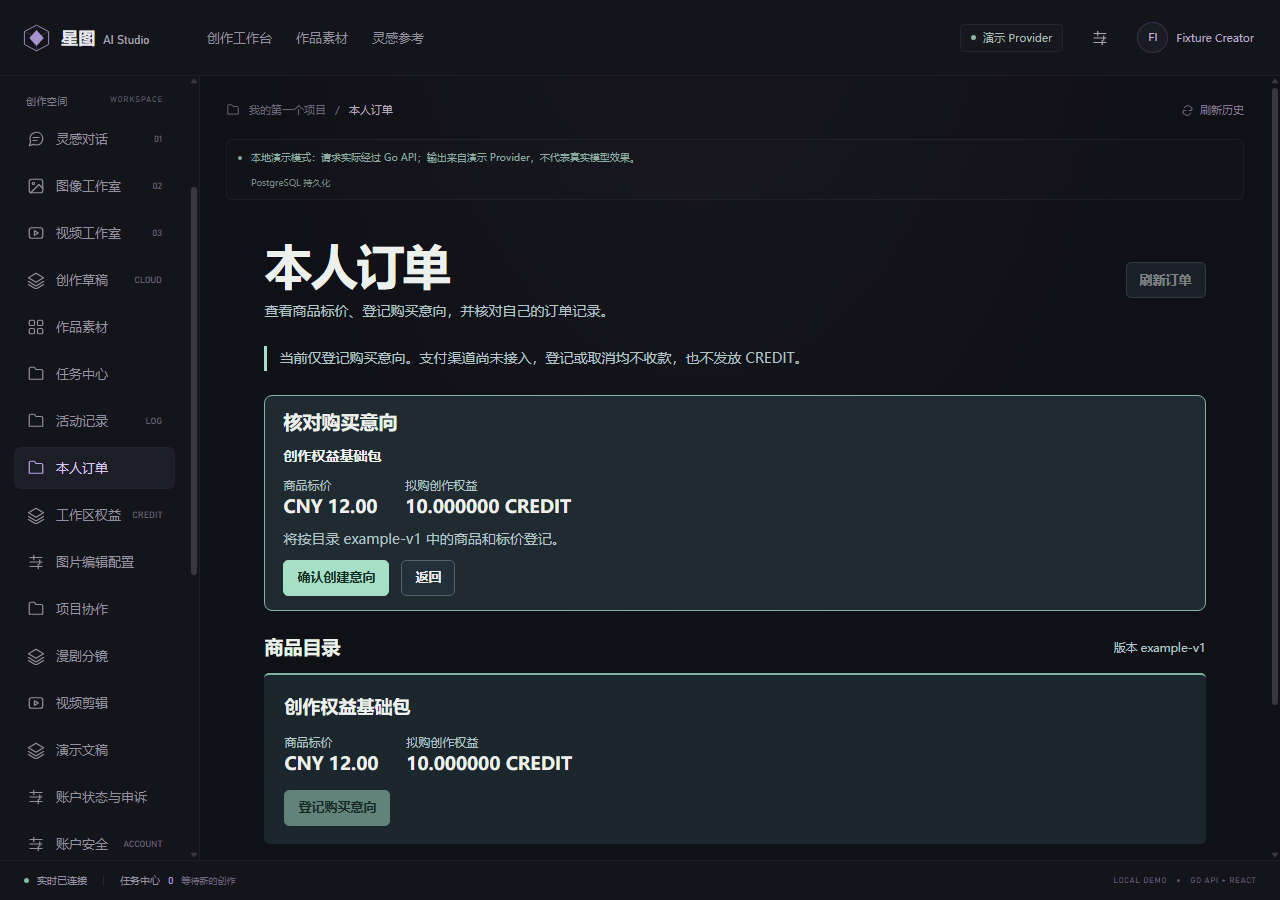 星图 AI Studio
创作工作台
作品素材
灵感参考
演示 Provider
FI
Fixture Creator
创作空间
WORKSPACE
灵感对话 01
图像工作室 02
视频工作室 03
创作草稿 CLOUD
作品素材
任务中心
活动记录 LOG
本人订单
工作区权益 CREDIT
图片编辑配置
项目协作
漫剧分镜
视频剪辑
演示文稿
账户状态与申诉
账户安全 ACCOUNT
我的第一个项目 / 本人订单
刷新历史
本地演示模式：请求实际经过 Go API；输出来自演示 Provider，不代表真实模型效果。
PostgreSQL 持久化
本人订单
查看商品标价、登记购买意向，并核对自己的订单记录。
刷新订单
当前仅登记购买意向。支付渠道尚未接入，登记或取消均不收款，也不发放 CREDIT。
核对购买意向
创作权益基础包
商品标价 拟购创作权益
CNY 12.00 10.000000 CREDIT
将按目录 example-v1 中的商品和标价登记。
确认创建意向 返回
商品目录
版本 example-v1
创作权益基础包
商品标价 拟购创作权益
CNY 12.00 10.000000 CREDIT
登记购买意向
实时已连接
任务中心 0 等待新的创作
LOCAL DEMO • GO API + REACT